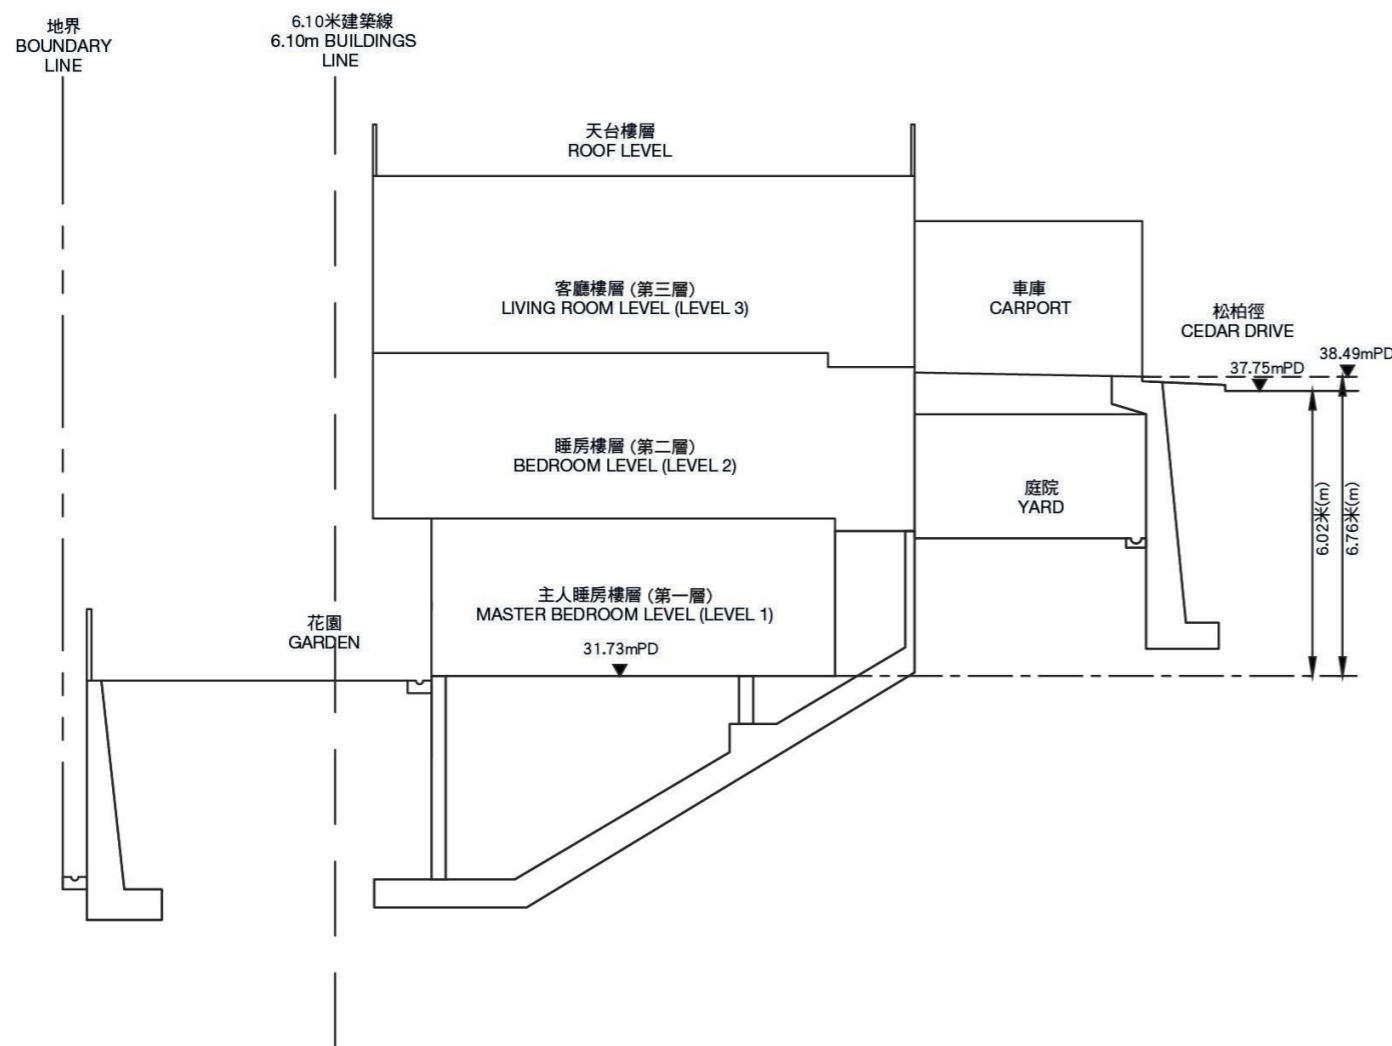 地界
BOUNDARY
LINE
6.10米建築線
6.10m BUILDINGS
LINE
天台樓層
ROOF LEVEL
客廳樓層 (第三層)
LIVING ROOM LEVEL (LEVEL 3)
車庫
CARPORT
松柏徑
CEDAR DRIVE
38.49mPD
37.75mPD
睡房樓層 (第二層)
BEDROOM LEVEL (LEVEL 2)
庭院
YARD
6.02米(m)
6.76米(m)
主人睡房樓層 (第一層)
MASTER BEDROOM LEVEL (LEVEL 1)
花園
GARDEN
31.73mPD